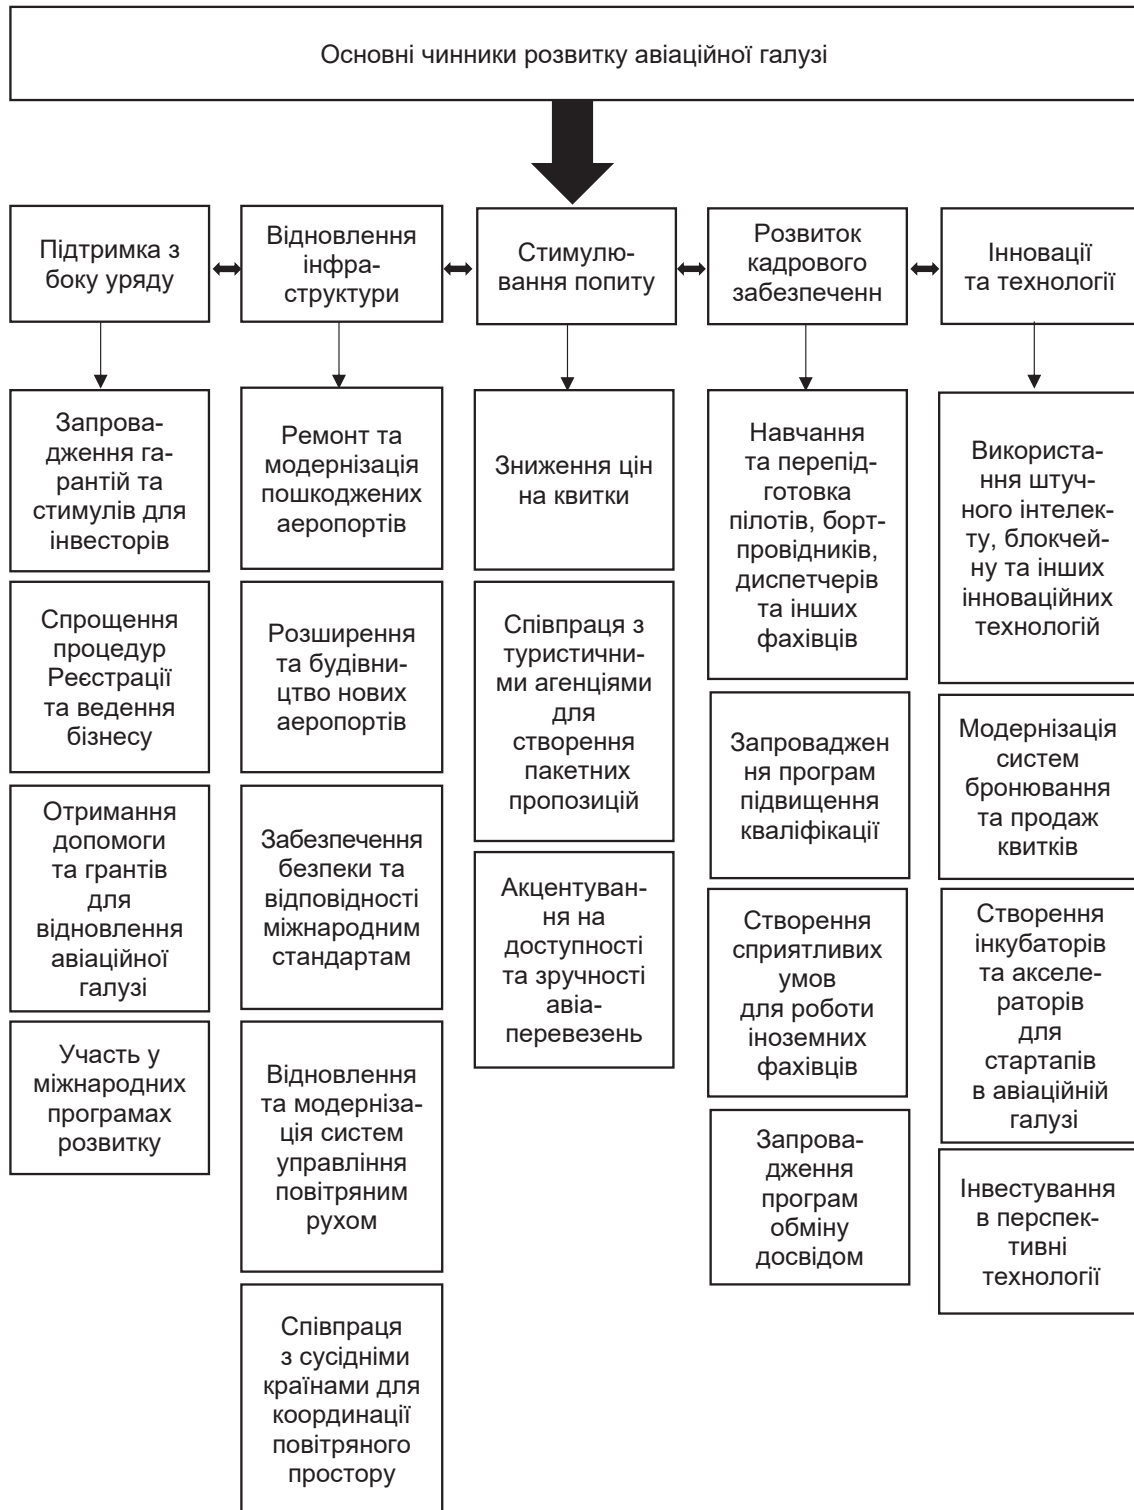 Основні чинники розвитку авіаційної галузі
Підтримка з
боку уряду
Відновлення
інфра-
структури
Стимулю-
вання попиту
Розвиток
кадрового
забезпеченн
Інновації
та технології
Запрова-
дження га-
рантій та
стимулів для
інвесторів
Спрощення
процедур
Реєстрації
та ведення
бізнесу
Отримання
допомоги
та грантів
для
відновлення
авіаційної
галузі
Участь у
міжнародних
програмах
розвитку
Ремонт та
модернізація
пошкоджених
аеропортів
Розширення
та будівни-
цтво нових
аеропортів
Забезпечення
безпеки та
відповідності
міжнародним
стандартам
Відновлення
та модерніза-
ція систем
управління
повітряним
рухом
Співпраця
з сусідніми
країнами для
координації
повітряного
простору
Зниження цін
на квитки
Співпраця з
туристични-
ми агенціями
для
створення
пакетних
пропозицій
Акцентуван-
ня на
доступності
та зручності
авіа-
перевезень
Навчання
та перепід-
готовка
пілотів, борт-
провідників,
диспетчерів
та інших
фахівців
Запроваджен
ня програм
підвищення
кваліфікації
Створення
сприятливих
умов
для роботи
іноземних
фахівців
Запрова-
дження
програм
обміну
досвідом
Використа-
ння штуч-
ного інтелек-
ту, блокчей-
ну та інших
інноваційних
технологій
Модернізація
систем
бронювання
та продаж
квитків
Створення
інкубаторів
та акселе-
раторів
для
стартапів
в авіаційній
галузі
Інвестування
в перспек-
тивні
технології